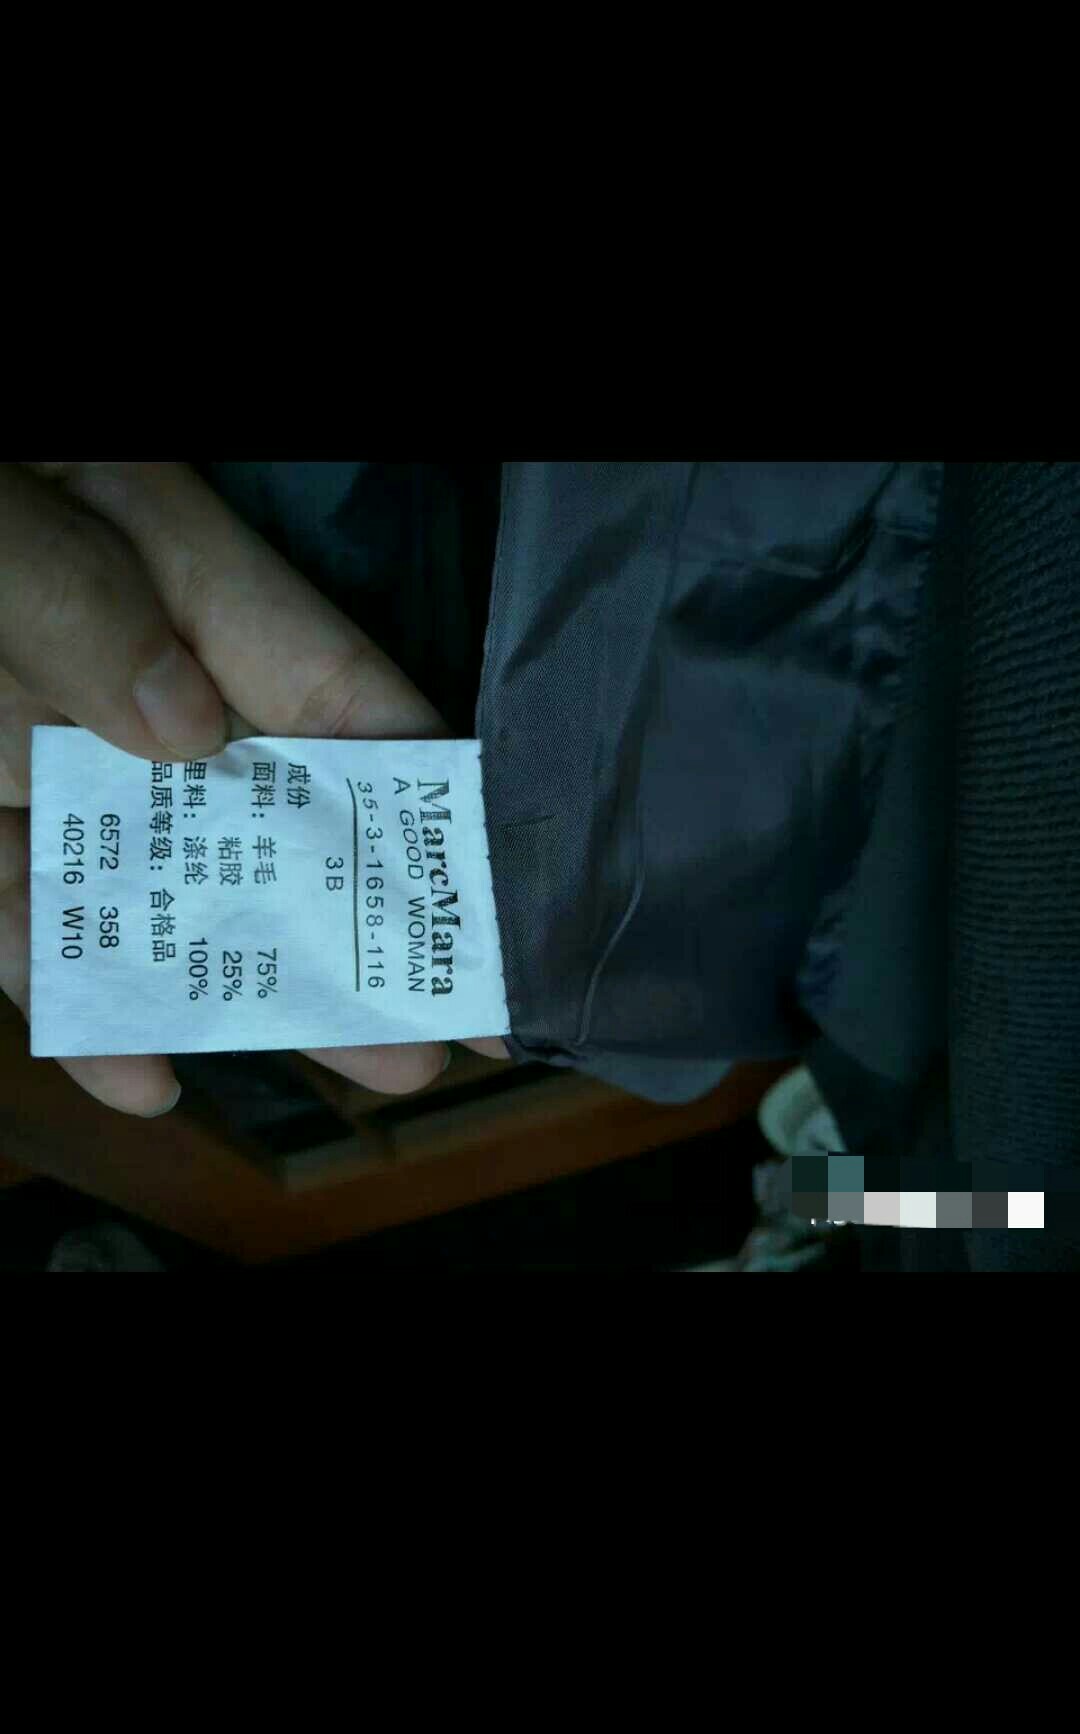 MarcMara
A GOOD WOMAN
35-3-1658-116
3B
成份
面料：羊毛 75%
粘胶 25%
里料：涤纶 100%
品质等级：合格品
6572 358
40216 W10